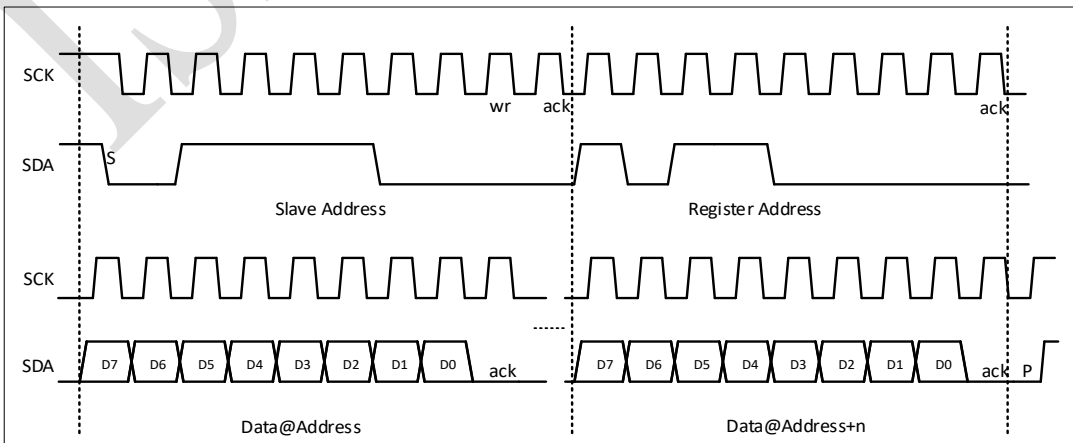 SCK
wr ack ack
SDA S
Slave Address Register Address
SCK
SDA D7 D6 D5 D4 D3 D2 D1 D0 ack D7 D6 D5 D4 D3 D2 D1 D0 ack P
Data@Address Data@Address+n